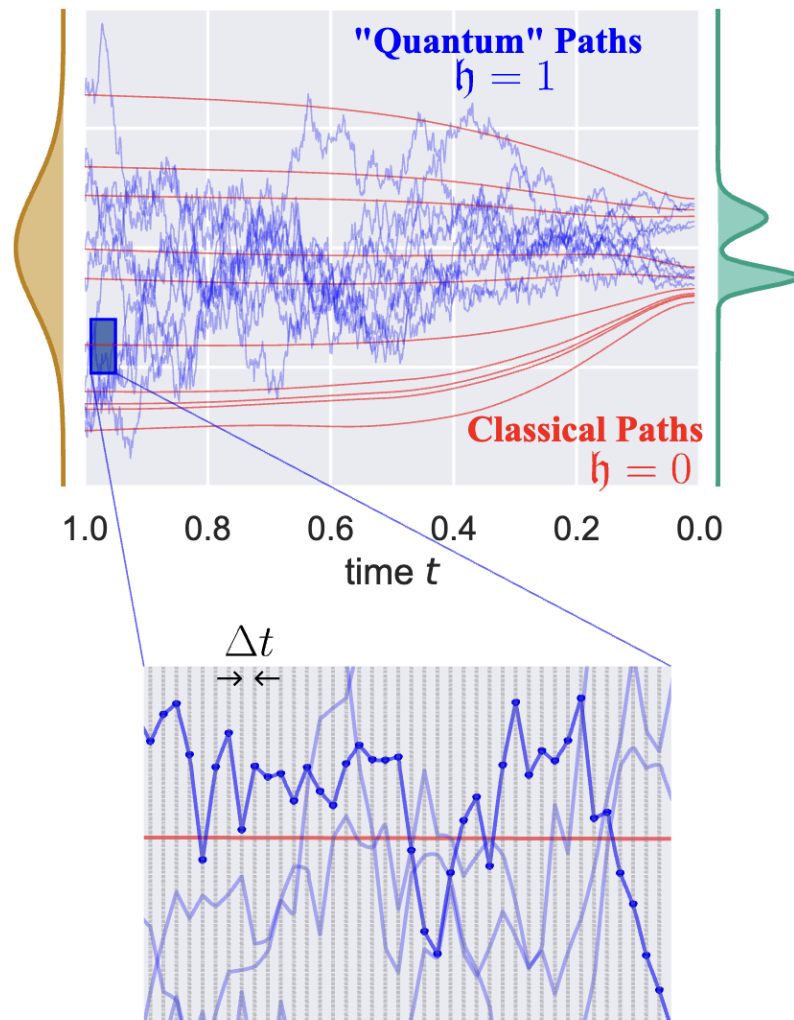 "Quantum" Paths
𝔥 = 1
Classical Paths
𝔥 = 0
1.0 0.8 0.6 0.4 0.2 0.0
time t
Δt